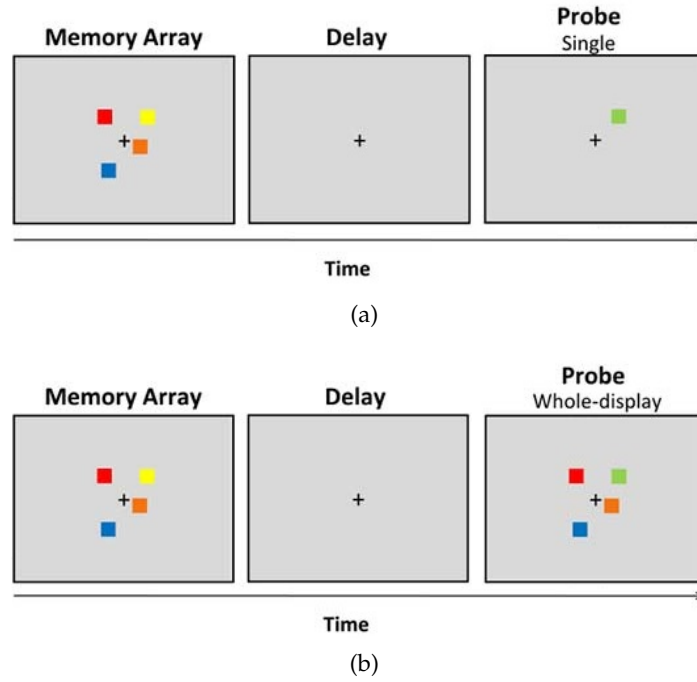 Memory Array Delay Probe
Single
Time
(a)
Memory Array Delay Probe
Whole-display
Time
(b)